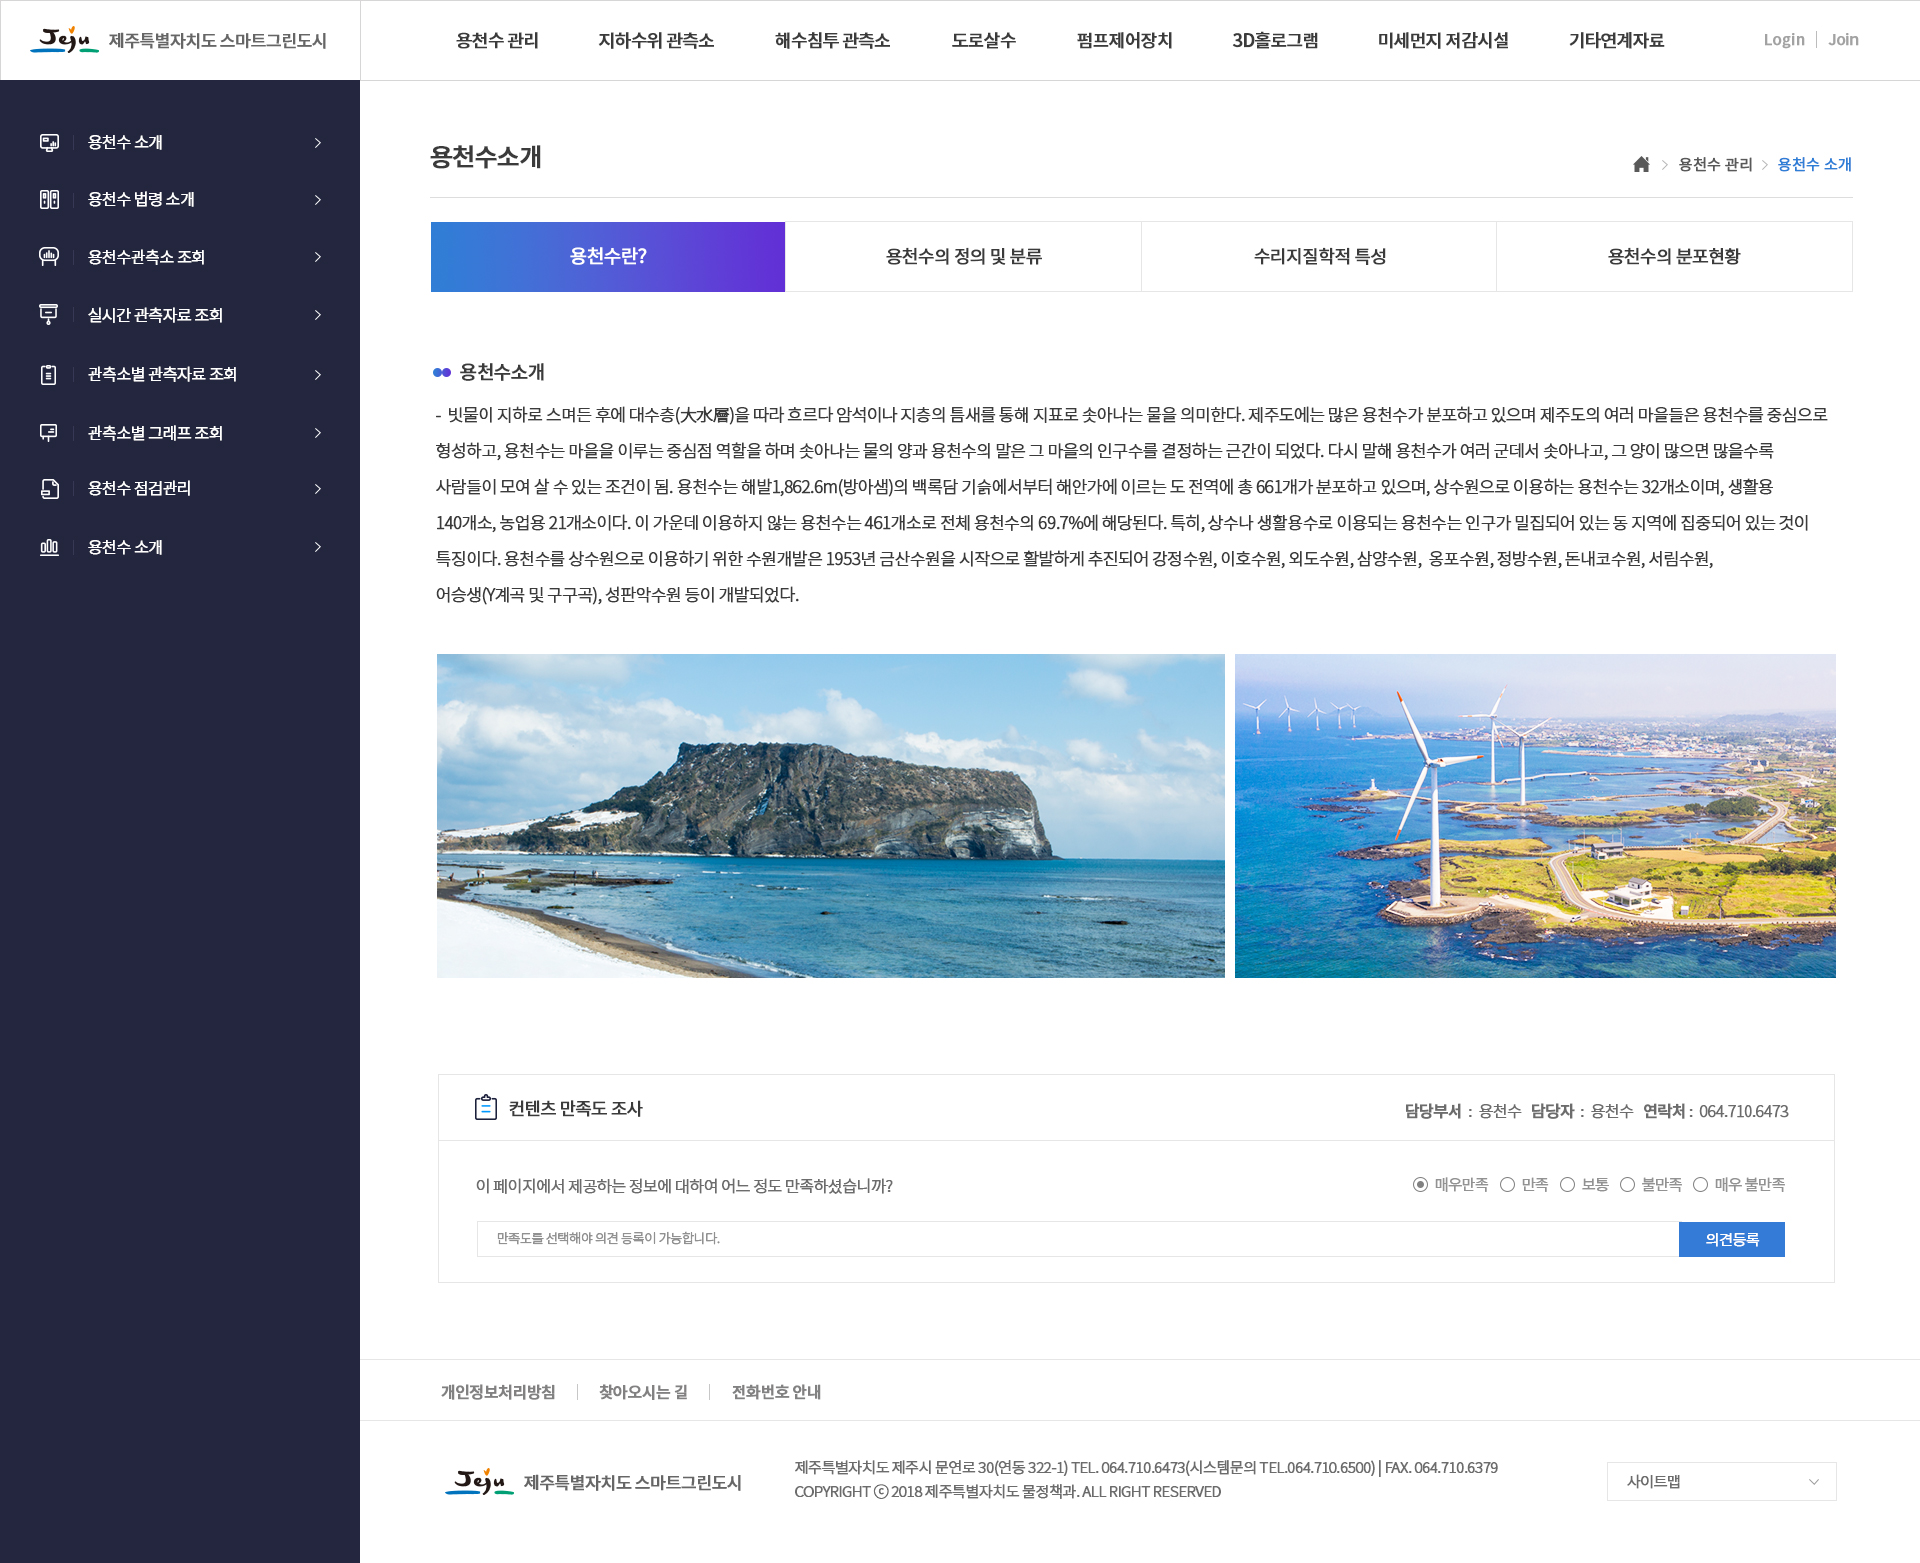 Jeju 제주특별자치도 스마트그린도시
용천수 관리 지하수위 관측소 해수침투 관측소 도로살수 펌프제어장치 3D홀로그램 미세먼지 저감시설 기타연계자료
Login Join
용천수 소개
용천수 법령 소개
용천수관측소 조회
실시간 관측자료 조회
관측소별 관측자료 조회
관측소별 그래프 조회
용천수 점검관리
용천수 소개
용천수소개
용천수 관리 용천수 소개
용천수란? 용천수의 정의 및 분류 수리지질학적 특성 용천수의 분포현황
용천수소개
- 빗물이 지하로 스며든 후에 대수층(大水層)을 따라 흐르다 암석이나 지층의 틈새를 통해 지표로 솟아나는 물을 의미한다. 제주도에는 많은 용천수가 분포하고 있으며 제주도의 여러 마을들은 용천수를 중심으로
형성하고, 용천수는 마을을 이루는 중심점 역할을 하며 솟아나는 물의 양과 용천수의 말은 그 마을의 인구수를 결정하는 근간이 되었다. 다시 말해 용천수가 여러 군데서 솟아나고, 그 양이 많으면 많을수록
사람들이 모여 살 수 있는 조건이 됨. 용천수는 해발1,862.6m(방아샘)의 백록담 기슭에서부터 해안가에 이르는 도 전역에 총 661개가 분포하고 있으며, 상수원으로 이용하는 용천수는 32개소이며, 생활용
140개소, 농업용 21개소이다. 이 가운데 이용하지 않는 용천수는 461개소로 전체 용천수의 69.7%에 해당된다. 특히, 상수나 생활용수로 이용되는 용천수는 인구가 밀집되어 있는 동 지역에 집중되어 있는 것이
특징이다. 용천수를 상수원으로 이용하기 위한 수원개발은 1953년 금산수원을 시작으로 활발하게 추진되어 강정수원, 이호수원, 외도수원, 삼양수원, 옹포수원, 정방수원, 돈내코수원, 서림수원,
어승생(Y계곡 및 구구곡), 성판악수원 등이 개발되었다.
컨텐츠 만족도 조사
담당부서 : 용천수 담당자 : 용천수 연락처 : 064.710.6473
이 페이지에서 제공하는 정보에 대하여 어느 정도 만족하셨습니까?
매우만족 만족 보통 불만족 매우 불만족
만족도를 선택해야 의견 등록이 가능합니다.
의견등록
개인정보처리방침 찾아오시는 길 전화번호 안내
Jeju 제주특별자치도 스마트그린도시
제주특별자치도 제주시 문연로 30(연동 322-1) TEL. 064.710.6473(시스템문의 TEL.064.710.6500) | FAX. 064.710.6379
COPYRIGHT ⓒ 2018 제주특별자치도 물정책과. ALL RIGHT RESERVED
사이트맵